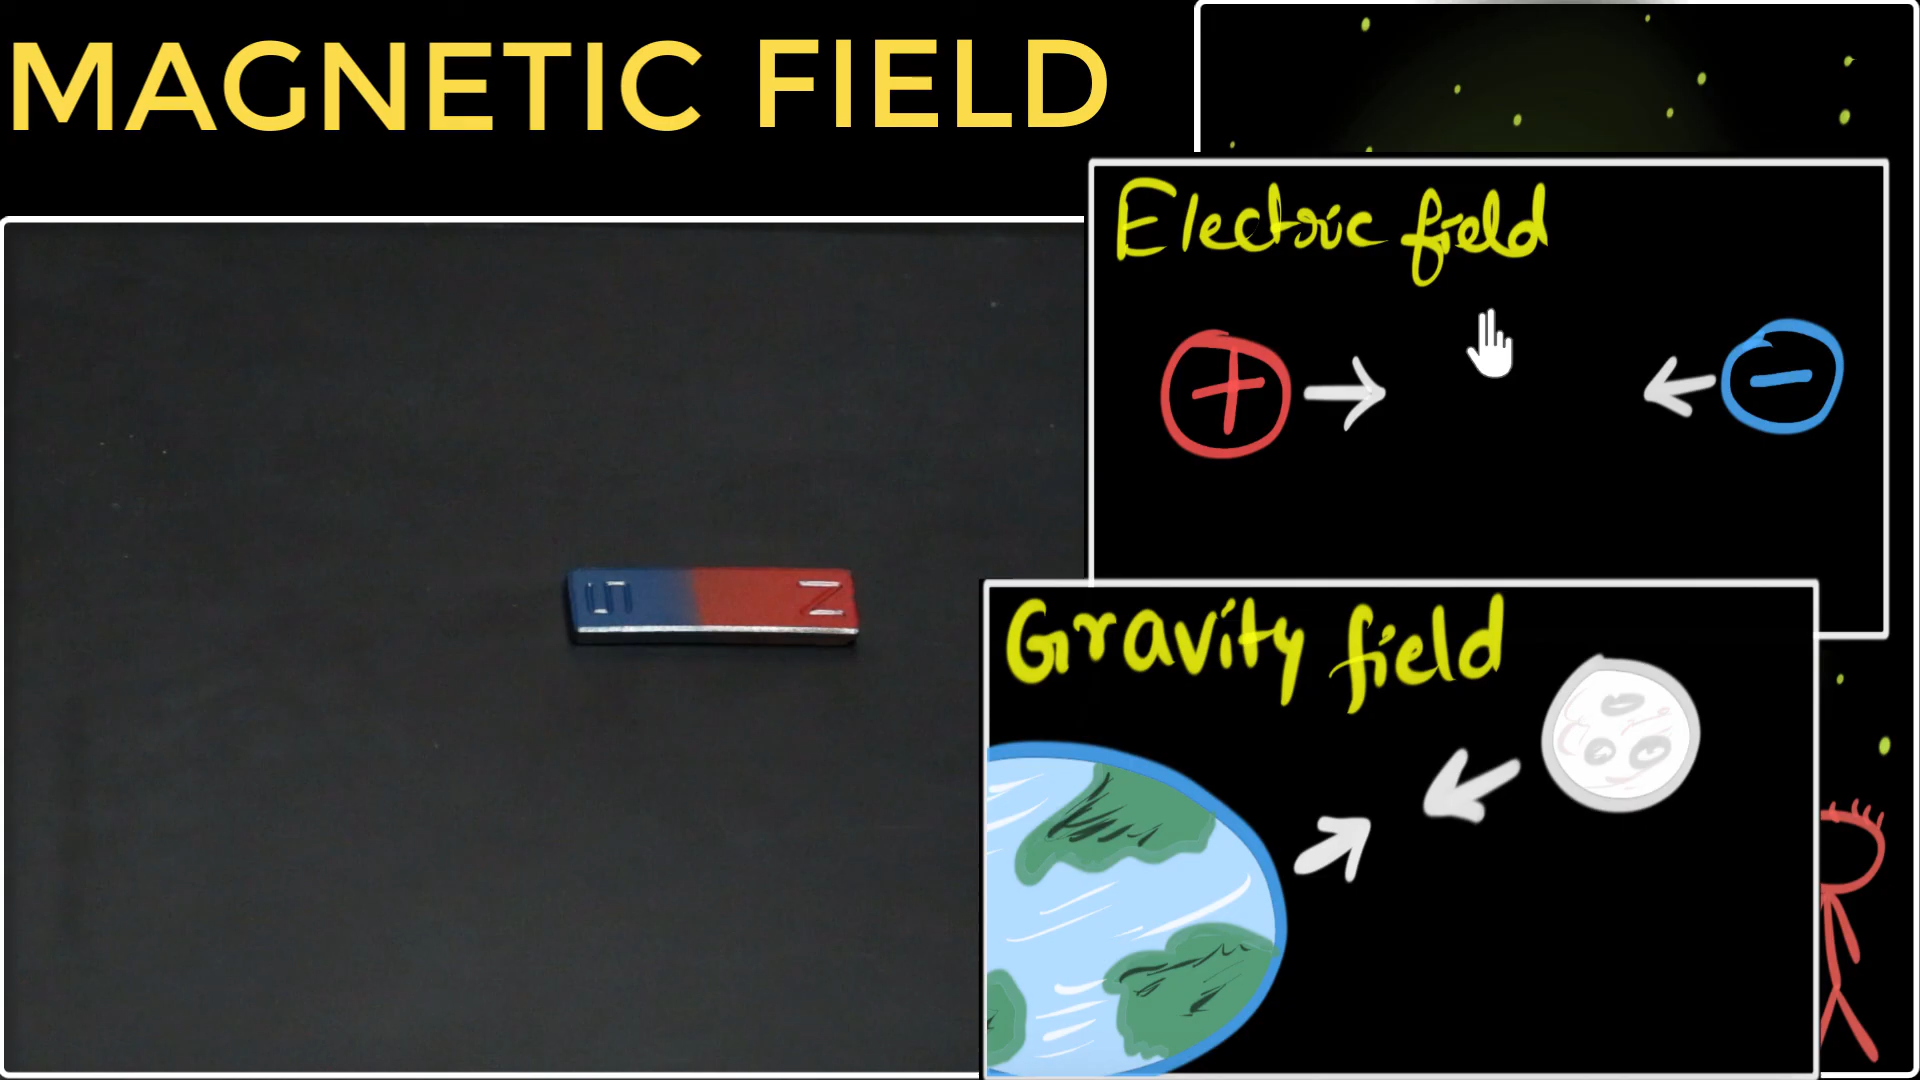 MAGNETIC FIELD
Electric field
+
−
S N
Gravity field